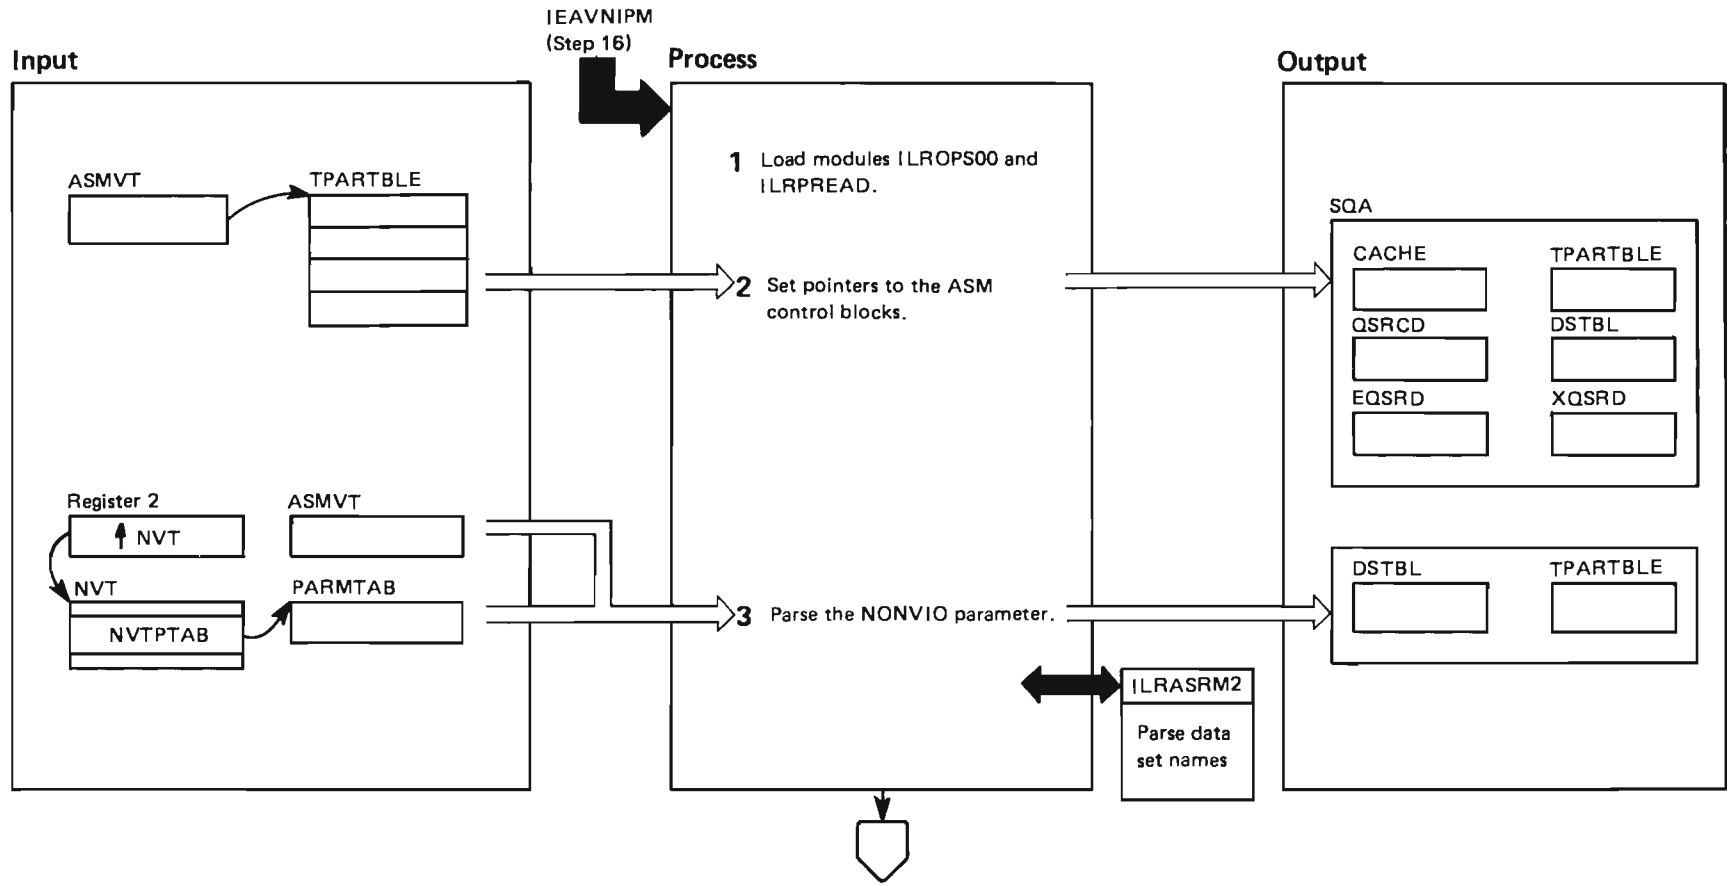 IEAVNIPM
(Step 16)
Input
Process
Output
1 Load modules ILROPS00 and
ILRPREAD.
ASMVT
TPARTBLE
SQA
CACHE
TPARTBLE
2 Set pointers to the ASM
control blocks.
QSRCD
DSTBL
EQSRD
XQSRD
Register 2
ASMVT
NVT
NVT
PARMTAB
NVTPTAB
3 Parse the NONVIO parameter.
DSTBL
TPARTBLE
ILRASRM2
Parse data
set names